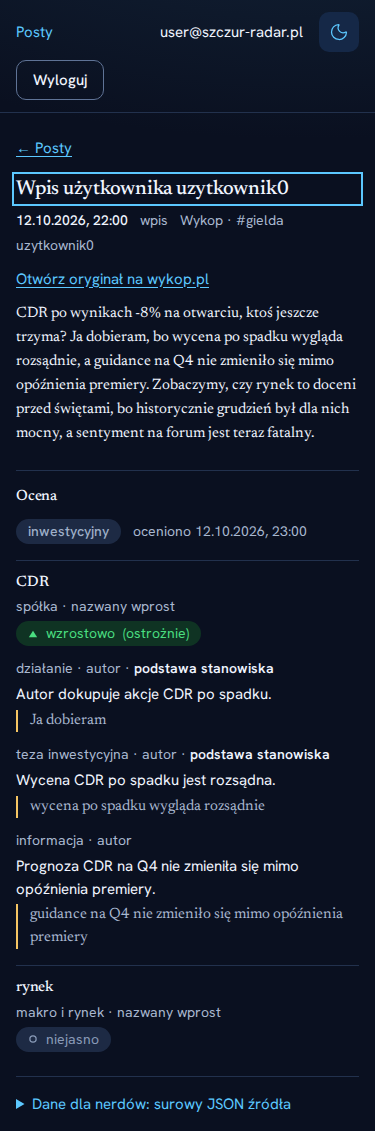 Posty
user@szczur-radar.pl
Wyloguj
← Posty
Wpis użytkownika uzytkownik0
12.10.2026, 22:00 wpis Wykop · #gielda
uzytkownik0
Otwórz oryginał na wykop.pl
CDR po wynikach -8% na otwarciu, ktoś jeszcze
trzyma? Ja dobieram, bo wycena po spadku wygląda
rozsądnie, a guidance na Q4 nie zmieniło się mimo
opóźnienia premiery. Zobaczymy, czy rynek to doceni
przed świętami, bo historycznie grudzień był dla nich
mocny, a sentyment na forum jest teraz fatalny.
Ocena
inwestycyjny oceniono 12.10.2026, 23:00
CDR
spółka · nazwany wprost
▲ wzrostowo (ostrożnie)
działanie · autor · podstawa stanowiska
Autor dokupuje akcje CDR po spadku.
Ja dobieram
teza inwestycyjna · autor · podstawa stanowiska
Wycena CDR po spadku jest rozsądna.
wycena po spadku wygląda rozsądnie
informacja · autor
Prognoza CDR na Q4 nie zmieniła się mimo
opóźnienia premiery.
guidance na Q4 nie zmieniło się mimo opóźnienia
premiery
rynek
makro i rynek · nazwany wprost
○ niejasno
▶ Dane dla nerdów: surowy JSON źródła